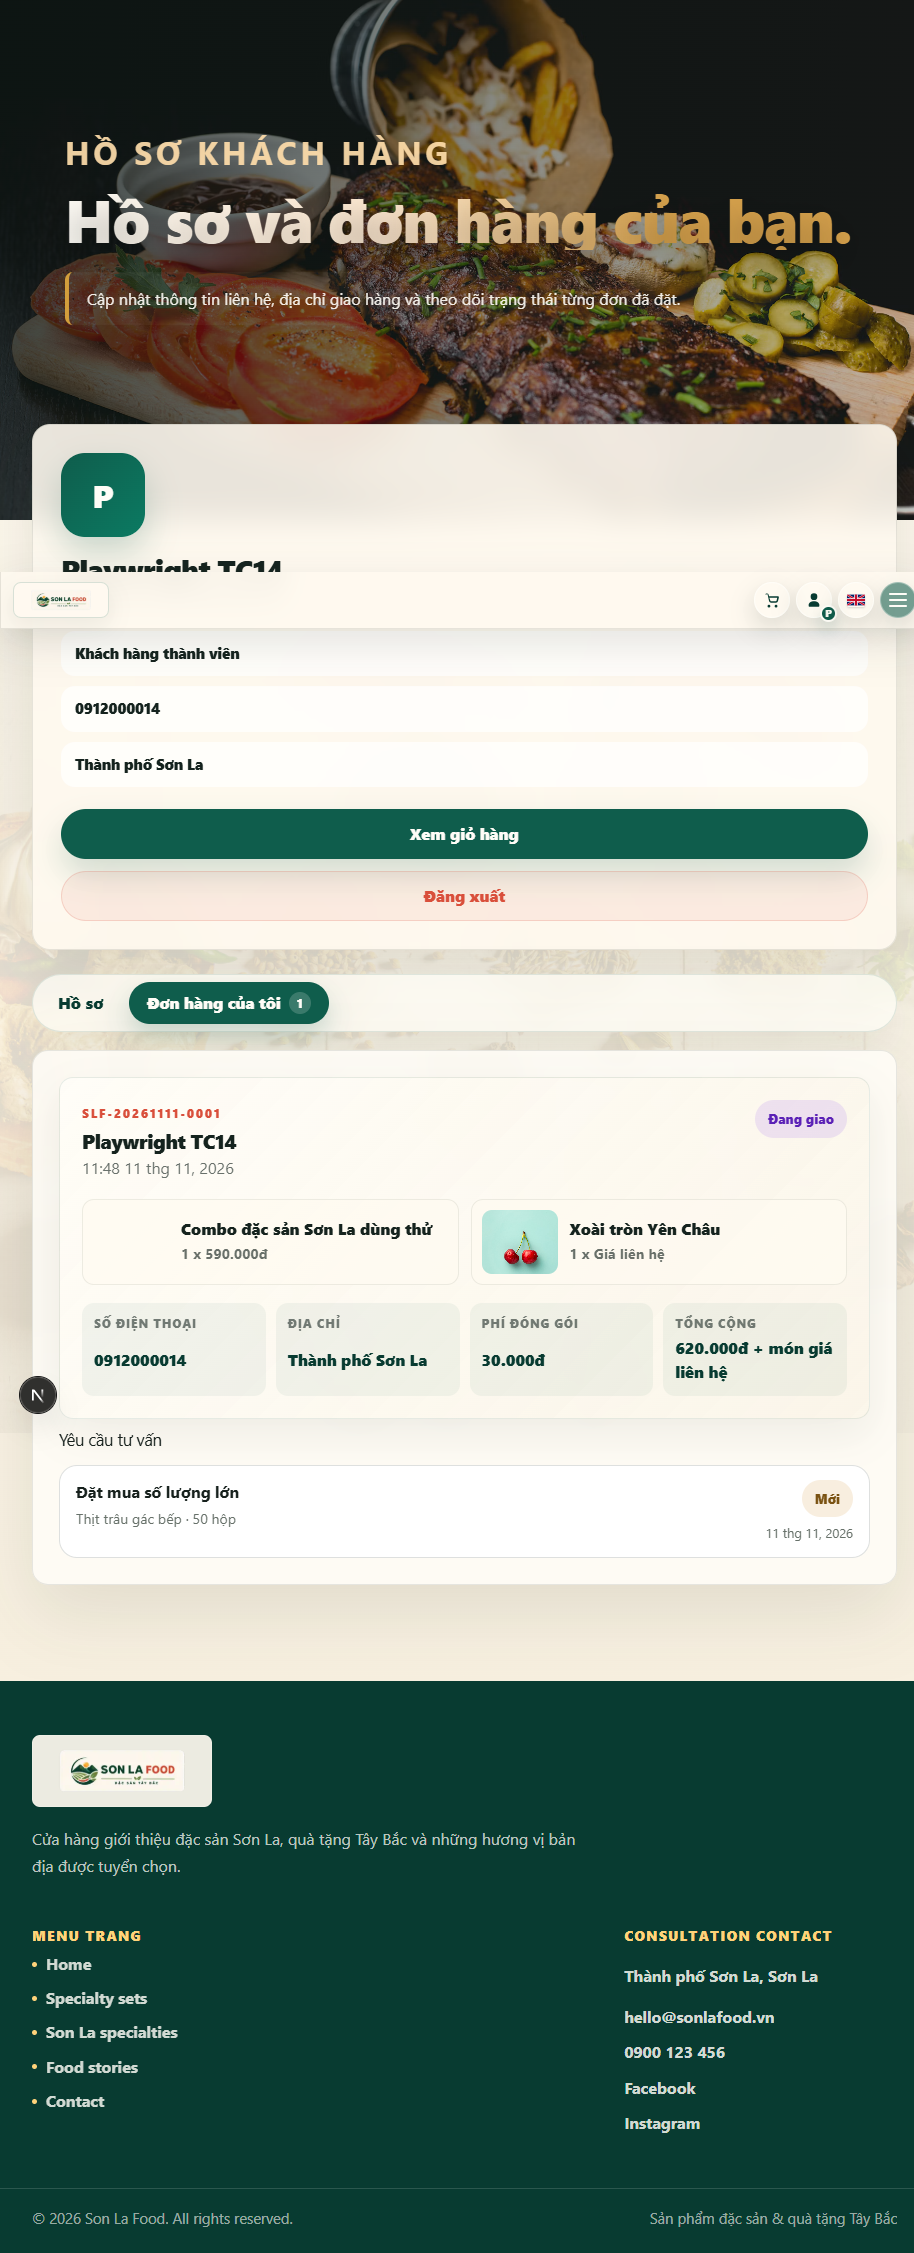 HỒ SƠ KHÁCH HÀNG
Hồ sơ và đơn hàng của bạn.
Cập nhật thông tin liên hệ, địa chỉ giao hàng và theo dõi trạng thái từng đơn đã đặt.
P
Playwright TC14
SON LA FOOD
P
Khách hàng thành viên
0912000014
Thành phố Sơn La
Xem giỏ hàng
Đăng xuất
Hồ sơ
Đơn hàng của tôi 1
SLF-20261111-0001
Đang giao
Playwright TC14
11:48 11 thg 11, 2026
Combo đặc sản Sơn La dùng thử
1 x 590.000đ
Xoài tròn Yên Châu
1 x Giá liên hệ
SỐ ĐIỆN THOẠI
0912000014
ĐỊA CHỈ
Thành phố Sơn La
PHÍ ĐÓNG GÓI
30.000đ
TỔNG CỘNG
620.000đ + món giá
liên hệ
N
Yêu cầu tư vấn
Đặt mua số lượng lớn
Mới
Thịt trâu gác bếp · 50 hộp
11 thg 11, 2026
SON LA FOOD
ĐẶC SẢN TÂY BẮC
Cửa hàng giới thiệu đặc sản Sơn La, quà tặng Tây Bắc và những hương vị bản
địa được tuyển chọn.
MENU TRANG
Home
Specialty sets
Son La specialties
Food stories
Contact
CONSULTATION CONTACT
Thành phố Sơn La, Sơn La
hello@sonlafood.vn
0900 123 456
Facebook
Instagram
© 2026 Son La Food. All rights reserved.
Sản phẩm đặc sản & quà tặng Tây Bắc